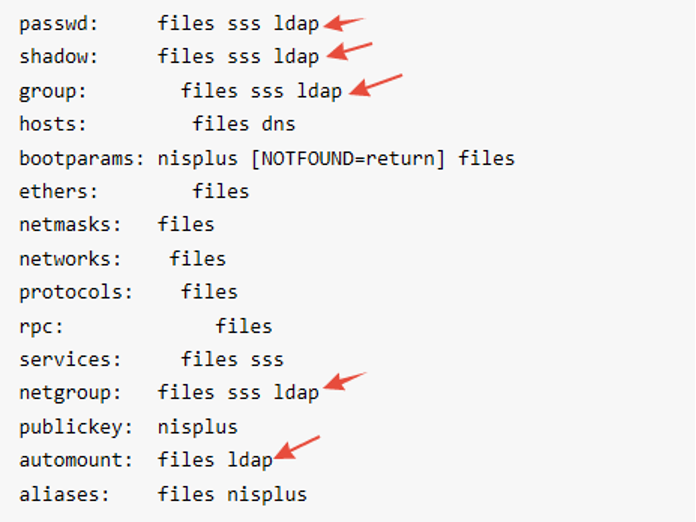 passwd:     files sss ldap
shadow:     files sss ldap
group:        files sss ldap
hosts:         files dns
bootparams: nisplus [NOTFOUND=return] files
ethers:        files
netmasks:   files
networks:    files
protocols:    files
rpc:             files
services:     files sss
netgroup:   files sss ldap
publickey:  nisplus
automount:  files ldap
aliases:    files nisplus